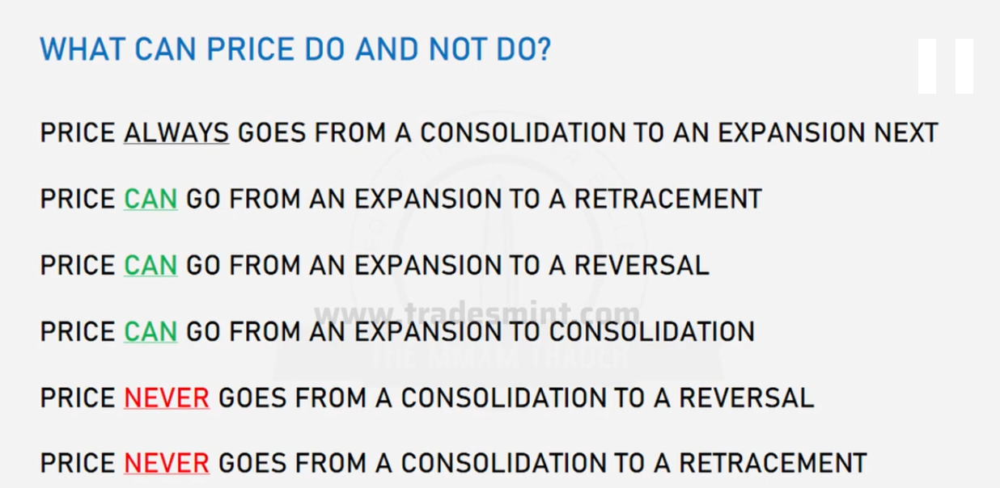 WHAT CAN PRICE DO AND NOT DO?
PRICE ALWAYS GOES FROM A CONSOLIDATION TO AN EXPANSION NEXT
PRICE CAN GO FROM AN EXPANSION TO A RETRACEMENT
PRICE CAN GO FROM AN EXPANSION TO A REVERSAL
www.tradesmint.com
PRICE CAN GO FROM AN EXPANSION TO CONSOLIDATION
THE MMXM TRADER
PRICE NEVER GOES FROM A CONSOLIDATION TO A REVERSAL
PRICE NEVER GOES FROM A CONSOLIDATION TO A RETRACEMENT